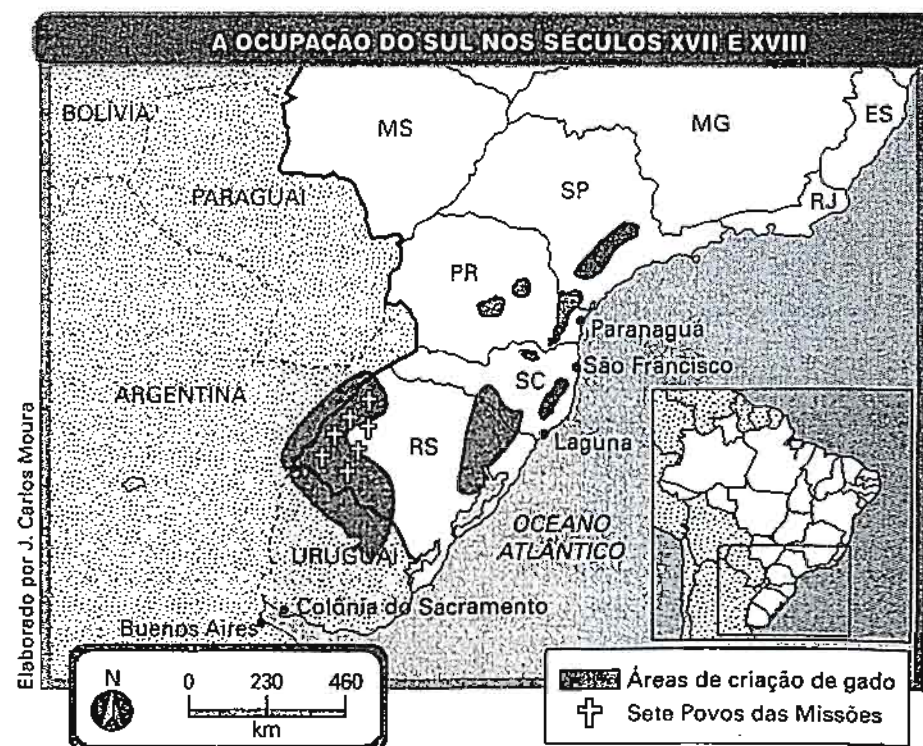 A OCUPAÇÃO DO SUL NOS SÉCULOS XVII E XVIII
BOLÍVIA
MS
MG
ES
PARAGUAI
SP
RJ
PR
Paranaguá
São Francisco
SC
ARGENTINA
RS
Laguna
OCEANO
ATLÂNTICO
URUGUAI
Colônia do Sacramento
Buenos Aires
Elaborado por J. Carlos Moura
N
0 230 460
km
Áreas de criação de gado
Sete Povos das Missões